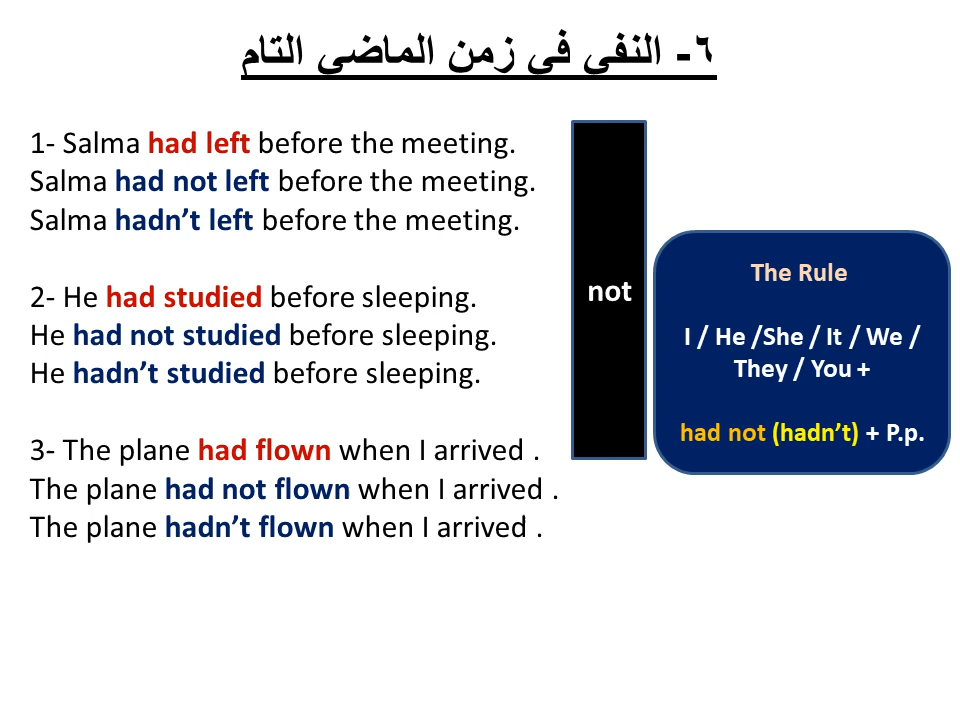 ٦- النفي في زمن الماضي التام
1- Salma had left before the meeting.
Salma had not left before the meeting.
Salma hadn’t left before the meeting.
2- He had studied before sleeping.
He had not studied before sleeping.
He hadn’t studied before sleeping.
3- The plane had flown when I arrived .
The plane had not flown when I arrived .
The plane hadn’t flown when I arrived .
not
The Rule
I / He /She / It / We /
They / You +
had not (hadn’t) + P.p.